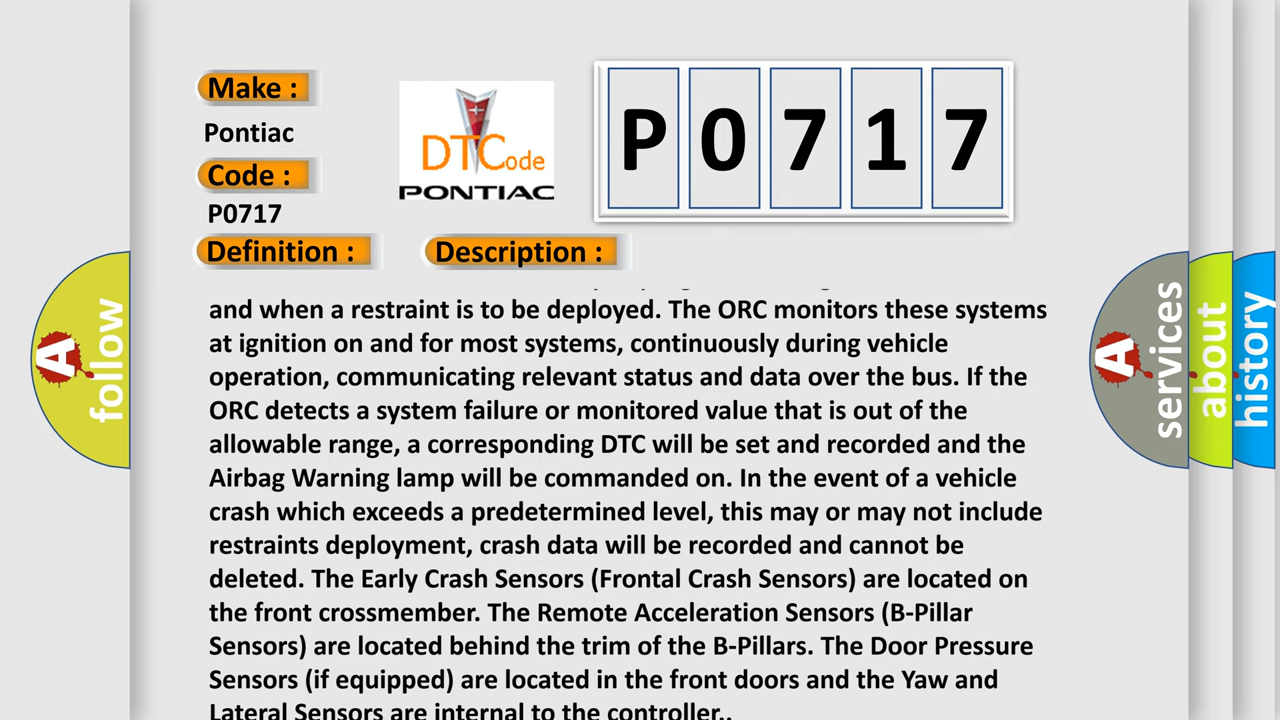 Make :
Pontiac
Code :
P0717
Definition :
Description :
DTCode
PONTIAC
P0717
and when a restraint is to be deployed. The ORC monitors these systems
at ignition on and for most systems, continuously during vehicle
operation, communicating relevant status and data over the bus. If the
ORC detects a system failure or monitored value that is out of the
allowable range, a corresponding DTC will be set and recorded and the
Airbag Warning lamp will be commanded on. In the event of a vehicle
crash which exceeds a predetermined level, this may or may not include
restraints deployment, crash data will be recorded and cannot be
deleted. The Early Crash Sensors (Frontal Crash Sensors) are located on
the front crossmember. The Remote Acceleration Sensors (B-Pillar
Sensors) are located behind the trim of the B-Pillars. The Door Pressure
Sensors (if equipped) are located in the front doors and the Yaw and
Lateral Sensors are internal to the controller..
A follow
A services
about
history